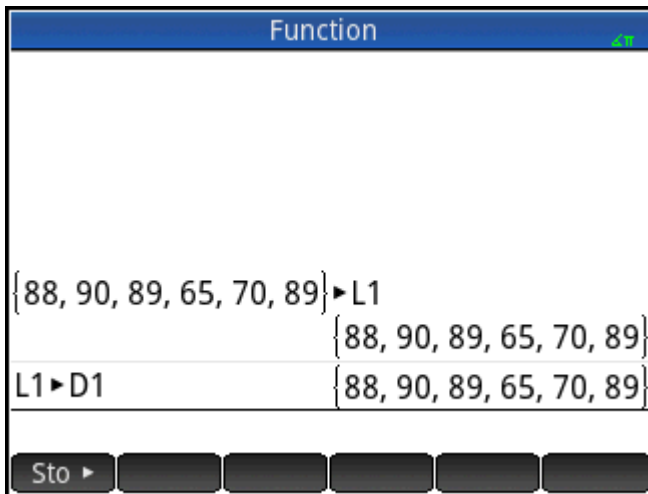 Function
∡π
{88, 90, 89, 65, 70, 89}▶L1
{88, 90, 89, 65, 70, 89}
L1▶D1 {88, 90, 89, 65, 70, 89}
Sto ▶